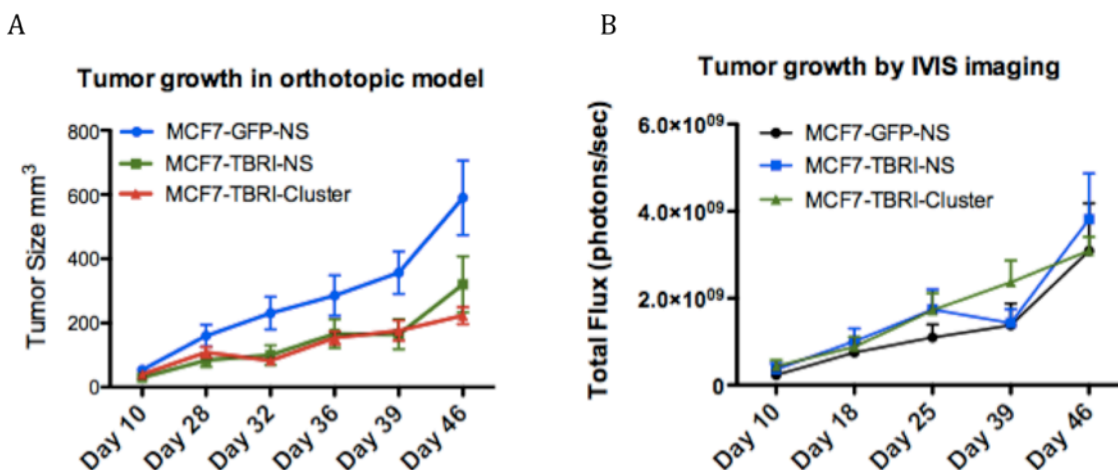 A
B
Tumor growth in orthotopic model
Tumor growth by IVIS imaging
800
600
400
200
0
Tumor Size mm³
MCF7-GFP-NS
MCF7-TBRI-NS
MCF7-TBRI-Cluster
Day 10
Day 28
Day 32
Day 36
Day 39
Day 46
6.0×10⁰⁹
4.0×10⁰⁹
2.0×10⁰⁹
0
Total Flux (photons/sec)
MCF7-GFP-NS
MCF7-TBRI-NS
MCF7-TBRI-Cluster
Day 10
Day 18
Day 25
Day 39
Day 46